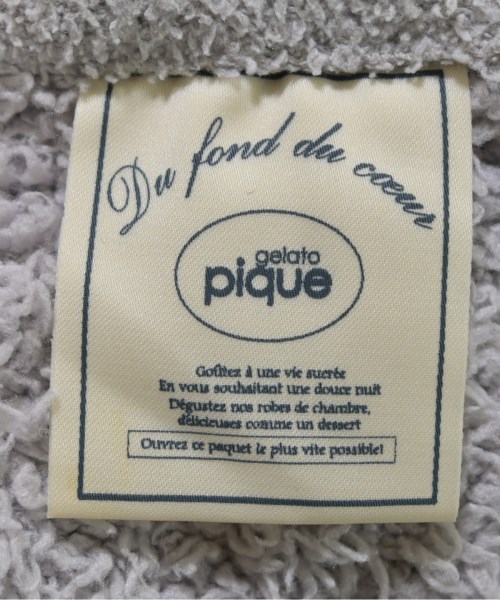 Du fond du cœur
gelato
pique
Goûtez à une vie sucrée
En vous souhaitant une douce nuit
Dégustez nos robes de chambre,
délicieuses comme un dessert
Ouvrez ce paquet le plus vite possible!